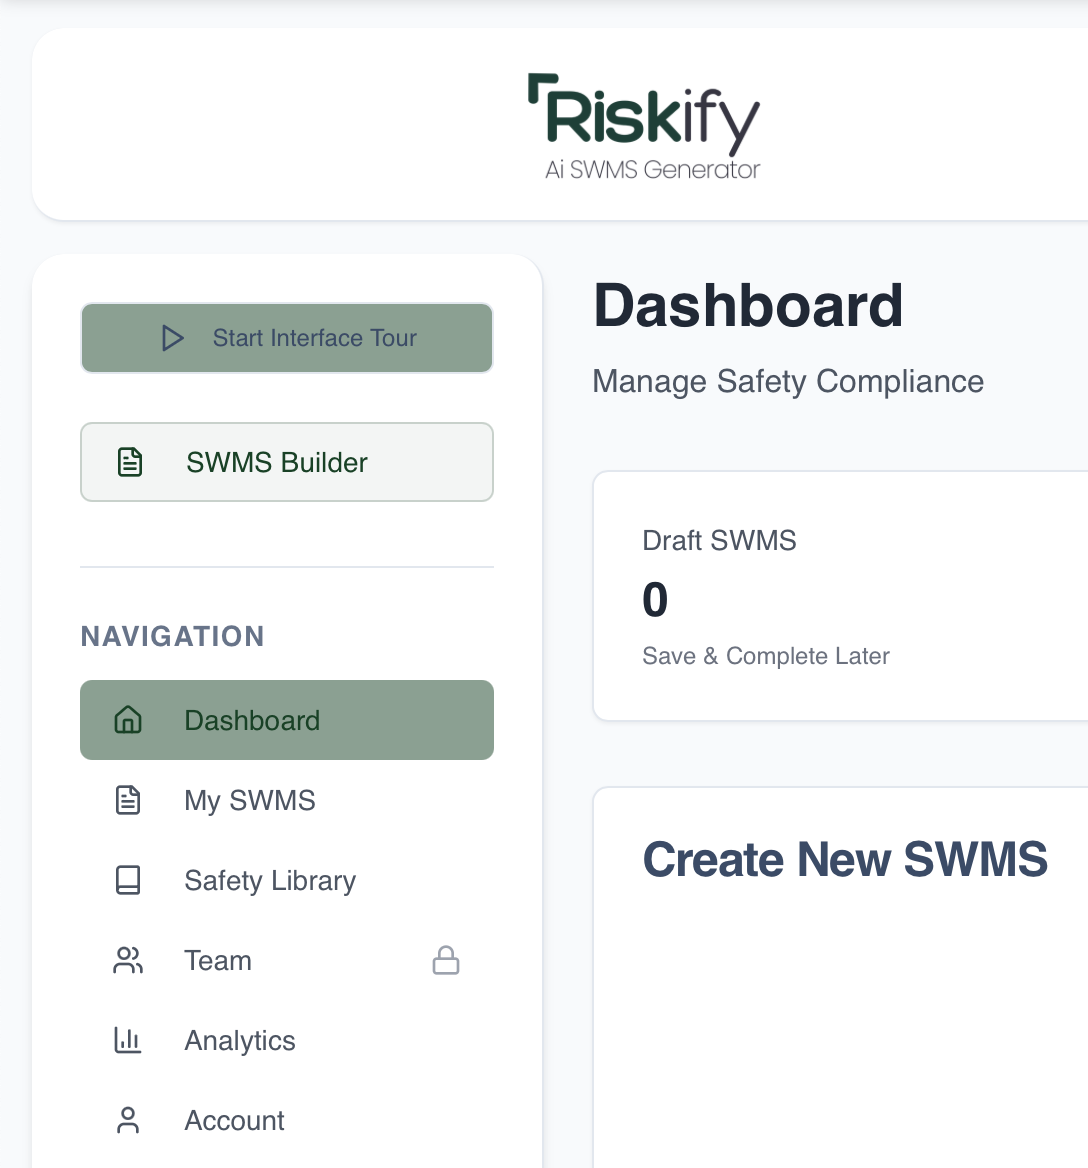 Riskify
Ai SWMS Generator
Start Interface Tour
SWMS Builder
NAVIGATION
Dashboard
My SWMS
Safety Library
Team
Analytics
Account
Dashboard
Manage Safety Compliance
Draft SWMS
0
Save & Complete Later
Create New SWMS